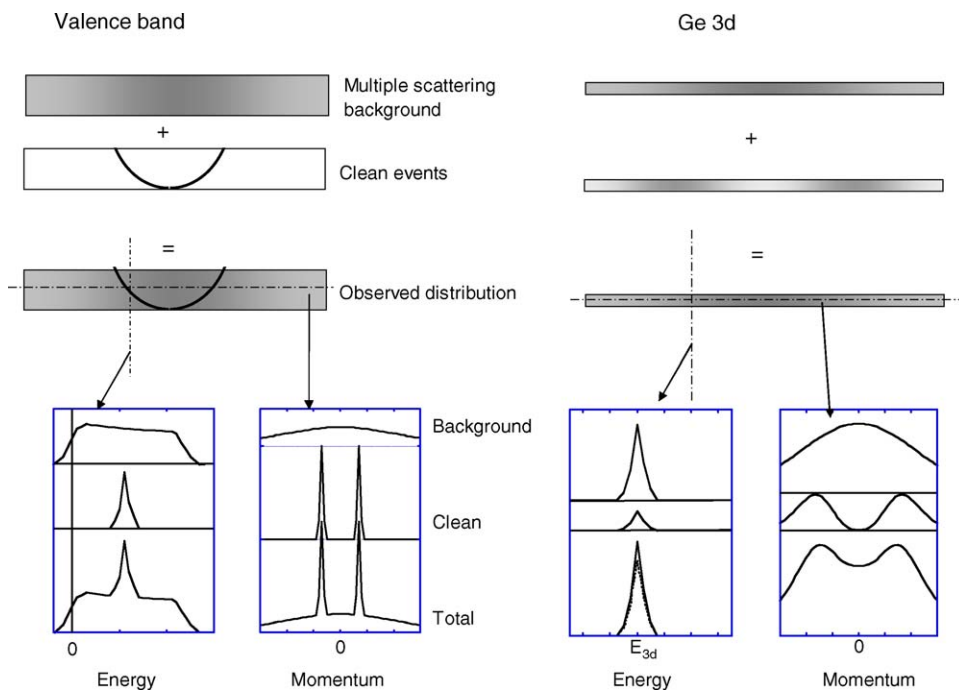 Valence band
Ge 3d
Multiple scattering
background
+
+
Clean events
=
=
Observed distribution
Background
Clean
Total
0
0
E3d
0
Energy
Momentum
Energy
Momentum